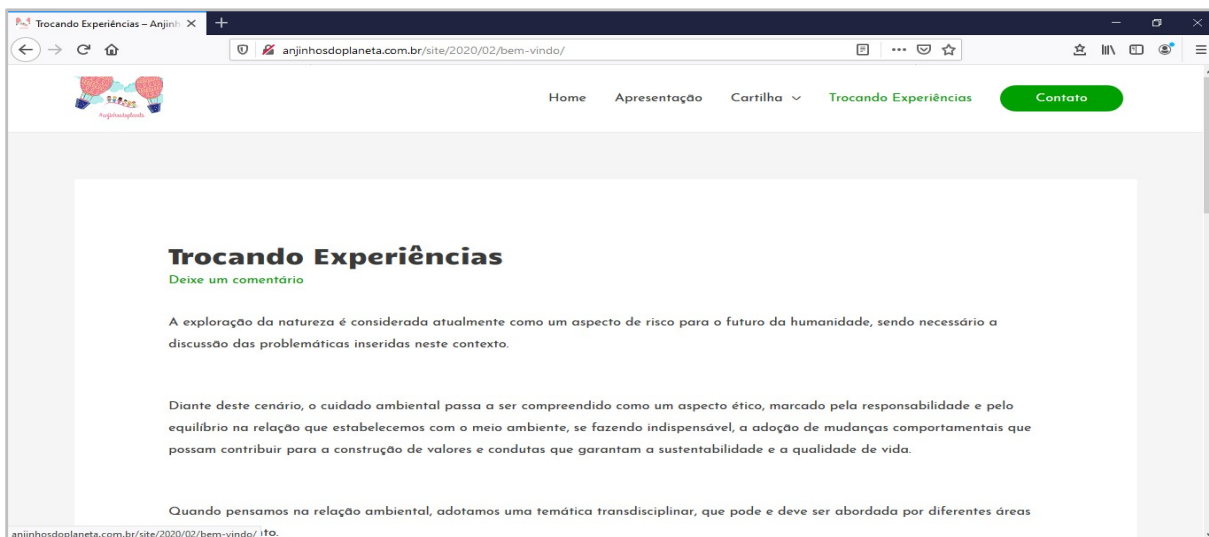 Trocando Experiências – Anjinh
anjinhosdoplaneta.com.br/site/2020/02/bem-vindo/
Anjinhosdoplaneta
Home Apresentação Cartilha Trocando Experiências Contato
Trocando Experiências
Deixe um comentário
A exploração da natureza é considerada atualmente como um aspecto de risco para o futuro da humanidade, sendo necessário a
discussão das problemáticas inseridas neste contexto.
Diante deste cenário, o cuidado ambiental passa a ser compreendido como um aspecto ético, marcado pela responsabilidade e pelo
equilíbrio na relação que estabelecemos com o meio ambiente, se fazendo indispensável, a adoção de mudanças comportamentais que
possam contribuir para a construção de valores e condutas que garantam a sustentabilidade e a qualidade de vida.
Quando pensamos na relação ambiental, adotamos uma temática transdisciplinar, que pode e deve ser abordada por diferentes áreas
anjinhosdoplaneta.com.br/site/2020/02/bem-vindo/